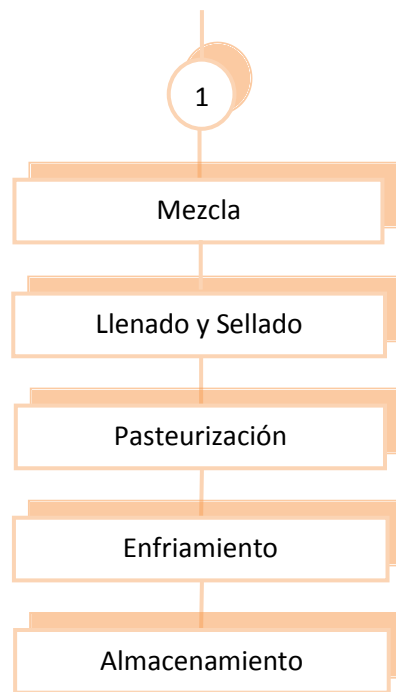 1
Mezcla
Llenado y Sellado
Pasteurización
Enfriamiento
Almacenamiento